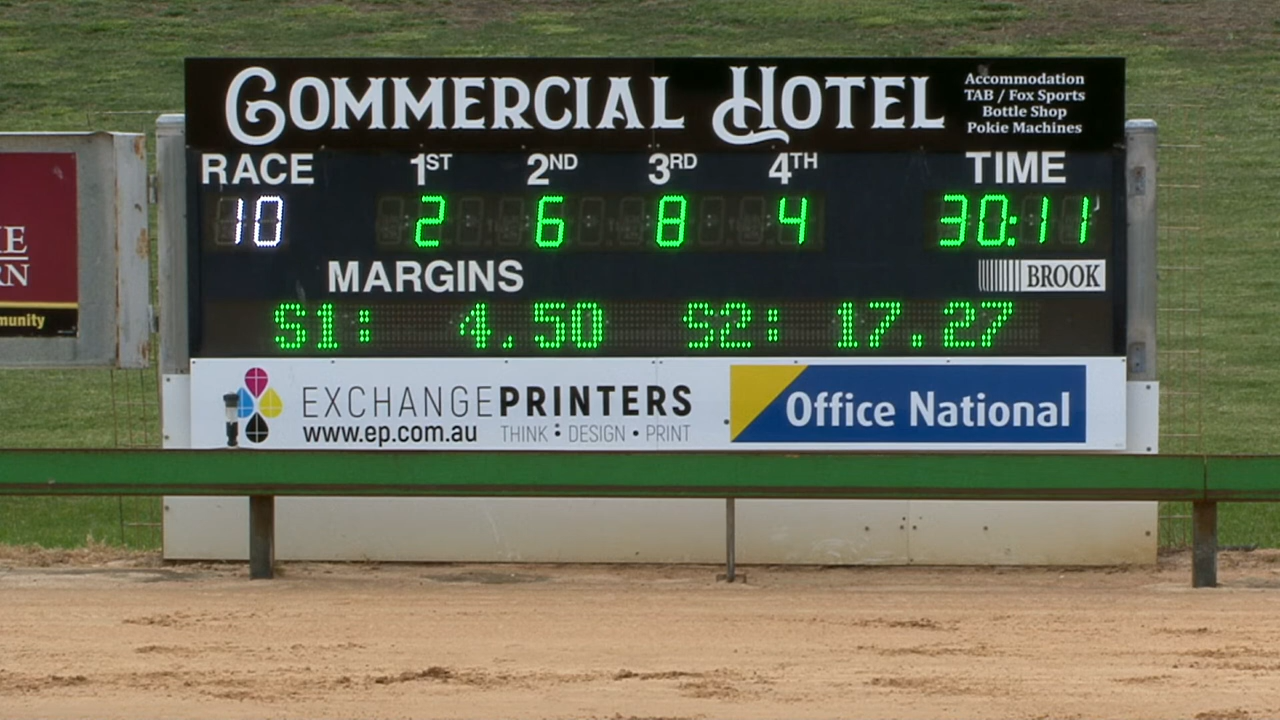 COMMERCIAL HOTEL
Accommodation
TAB / Fox Sports
Bottle Shop
Pokie Machines
RACE 1ST 2ND 3RD 4TH TIME
10 2 6 8 4 30:11
MARGINS
BROOK
S1: 4.50 S2: 17.27
EXCHANGEPRINTERS
www.ep.com.au THINK • DESIGN • PRINT
Office National